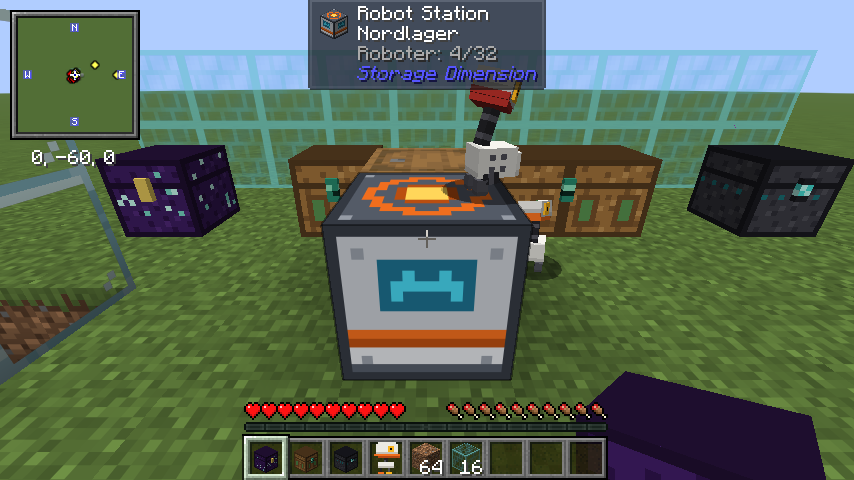 Robot Station
Nordlager
Roboter: 4/32
Storage Dimension
N
W
E
S
0, -60, 0
64
16